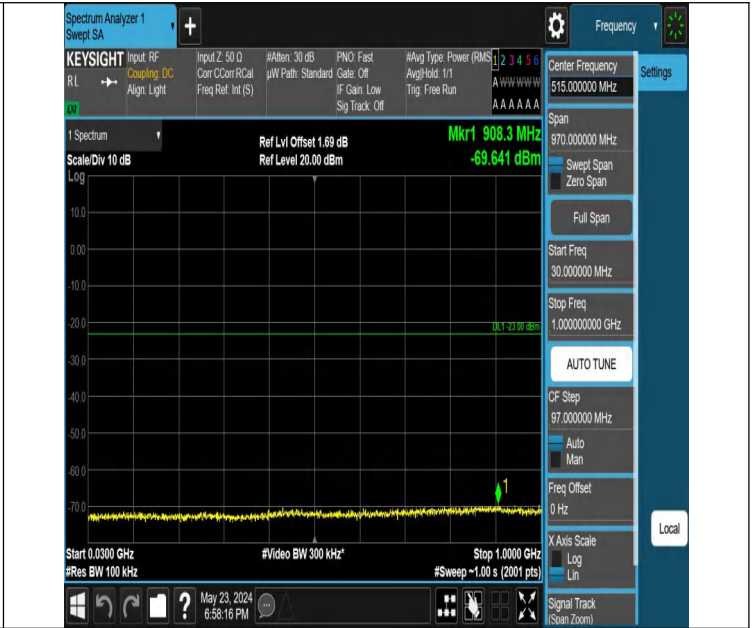 Spectrum Analyzer 1
Swept SA
+
Frequency
KEYSIGHT
RL
LXI
Input: RF
Coupling: DC
Align: Light
Input Z: 50 Ω
Corr CCorr RCal
Freq Ref: Int (S)
#Atten: 30 dB
µW Path: Standard
PNO: Fast
Gate: Off
IF Gain: Low
Sig Track: Off
#Avg Type: Power (RMS
Avg|Hold: 1/1
Trig: Free Run
1 2 3 4 5 6
A W W W W W
A A A A A A
1 Spectrum
Scale/Div 10 dB
Log
Ref Lvl Offset 1.69 dB
Ref Level 20.00 dBm
Mkr1 908.3 MHz
-69.641 dBm
10.0
0.00
-10.0
-20.0
DL1 -23.00 dBm
-30.0
-40.0
-50.0
-60.0
1
-70.0
Start 0.0300 GHz
#Res BW 100 kHz
#Video BW 300 kHz*
Stop 1.0000 GHz
#Sweep ~1.00 s (2001 pts)
Center Frequency
515.000000 MHz
Settings
Span
970.000000 MHz
Swept Span
Zero Span
Full Span
Start Freq
30.000000 MHz
Stop Freq
1.000000000 GHz
AUTO TUNE
CF Step
97.000000 MHz
Auto
Man
Freq Offset
0 Hz
Local
X Axis Scale
Log
Lin
Signal Track
(Span Zoom)
?
May 23, 2024
6:58:16 PM